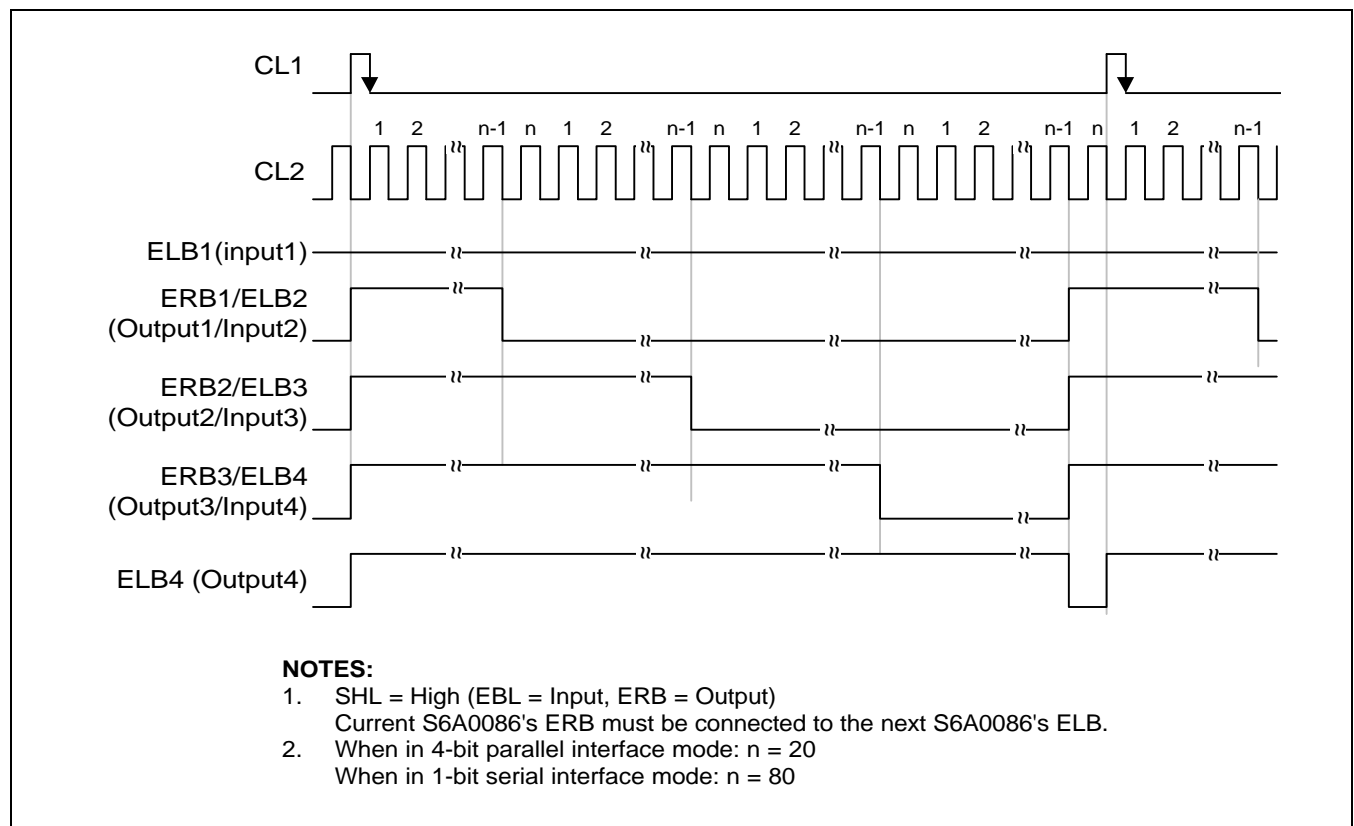 CL1
1 2 n-1 n 1 2 n-1 n 1 2 n-1 n 1 2 n-1 n 1 2 n-1
CL2
ELB1(input1)
ERB1/ELB2
(Output1/Input2)
ERB2/ELB3
(Output2/Input3)
ERB3/ELB4
(Output3/Input4)
ELB4 (Output4)
NOTES:
1. SHL = High (EBL = Input, ERB = Output)
Current S6A0086's ERB must be connected to the next S6A0086's ELB.
2. When in 4-bit parallel interface mode: n = 20
When in 1-bit serial interface mode: n = 80